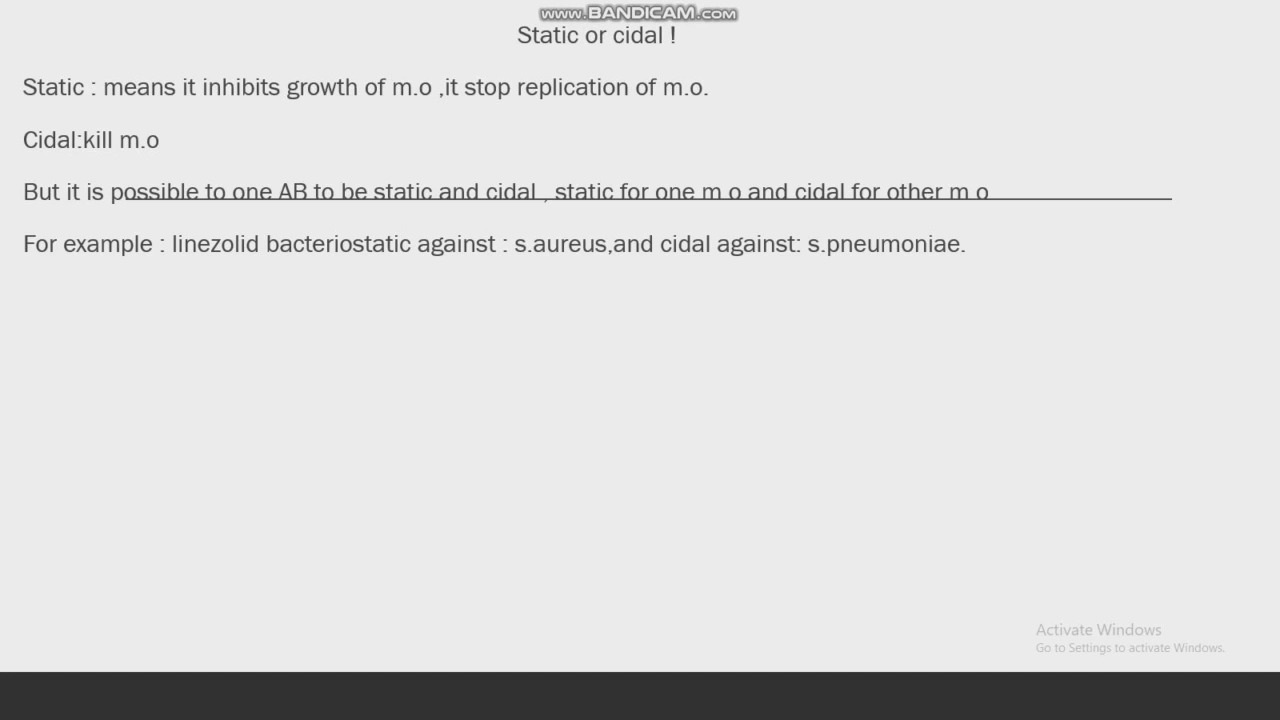 www.BANDICAM.com
Static or cidal !
Static : means it inhibits growth of m.o ,it stop replication of m.o.
Cidal:kill m.o
But it is possible to one AB to be static and cidal , static for one m o and cidal for other m o
For example : linezolid bacteriostatic against : s.aureus,and cidal against: s.pneumoniae.
Activate Windows
Go to Settings to activate Windows.